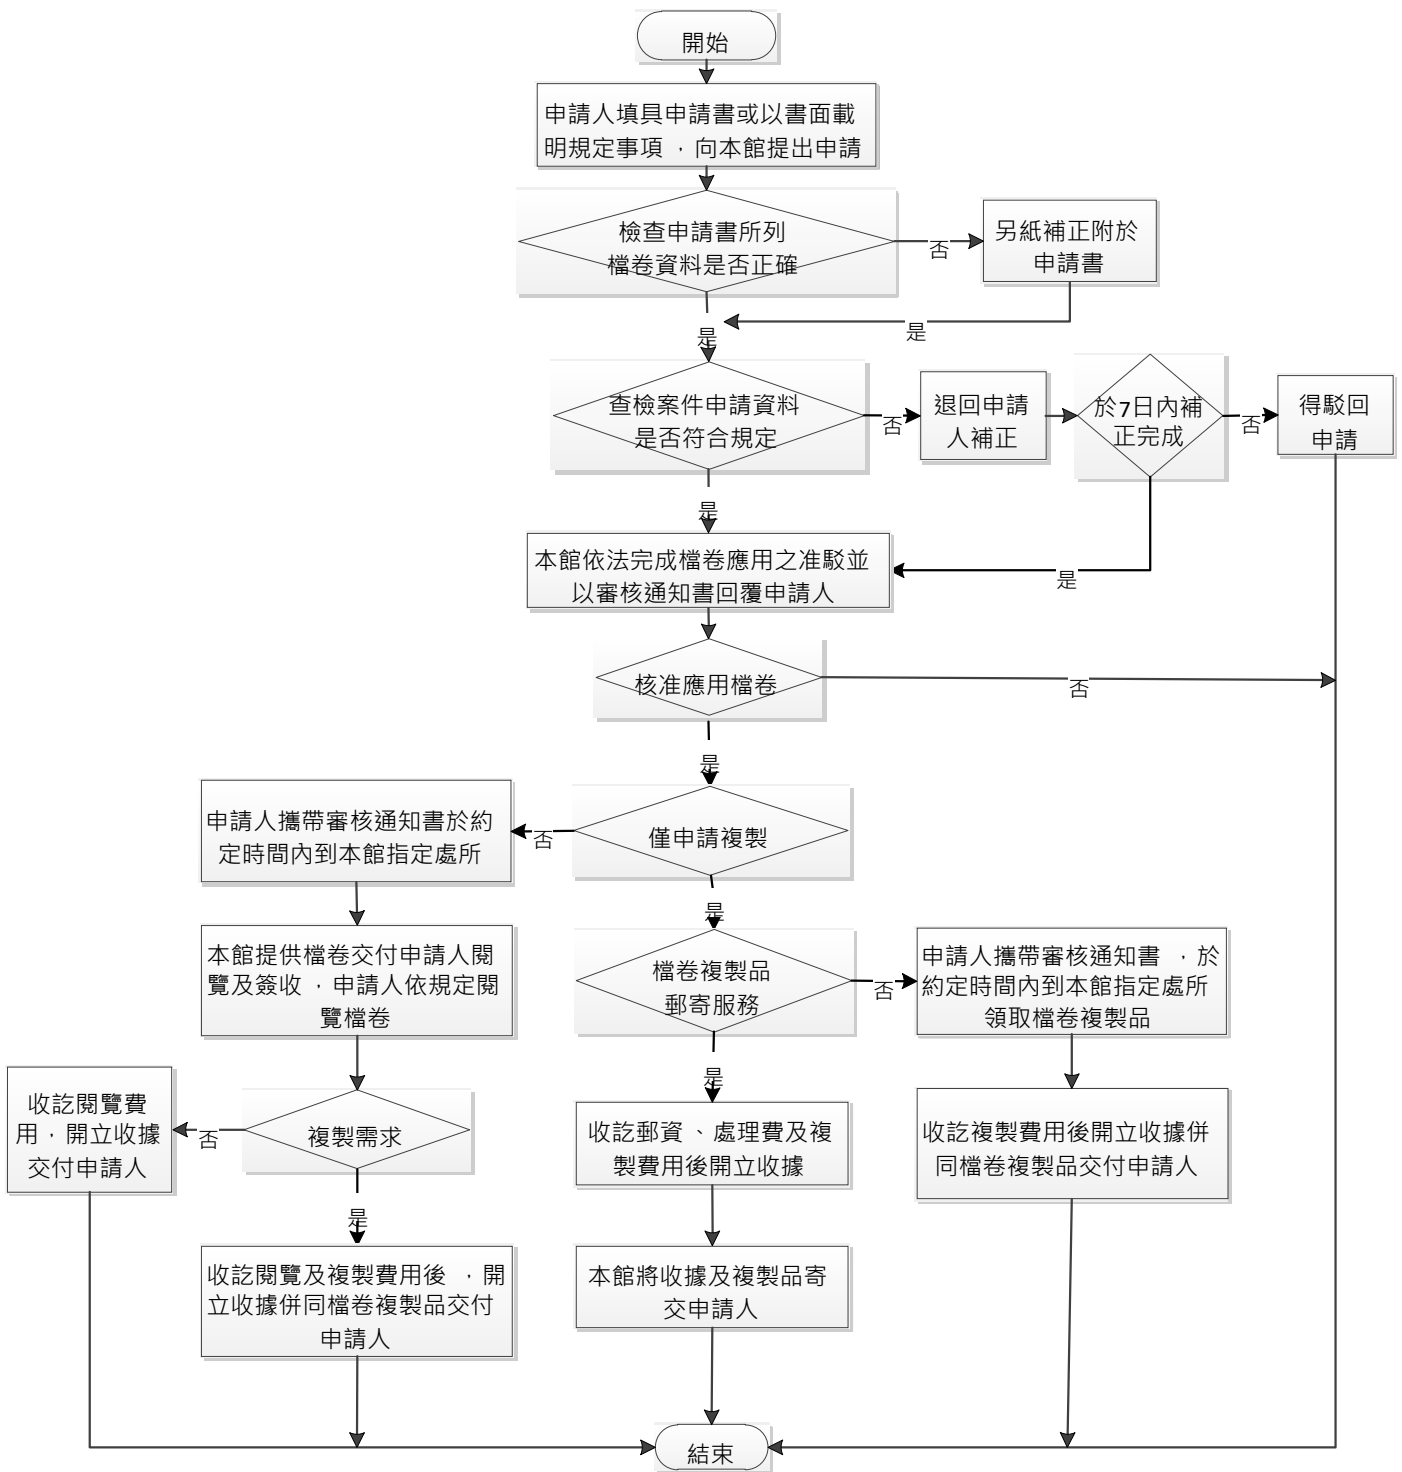 開始
申請人填具申請書或以書面載
明規定事項，向本館提出申請
檢查申請書所列
檔卷資料是否正確
否
另紙補正附於
申請書
是
是
查檢案件申請資料
是否符合規定
否
退回申請
人補正
於7日內補
正完成
否
得駁回
申請
是
本館依法完成檔卷應用之准駁並
以審核通知書回覆申請人
是
核准應用檔卷
否
是
申請人攜帶審核通知書於約
定時間內到本館指定處所
否
僅申請複製
是
本館提供檔卷交付申請人閱
覽及簽收，申請人依規定閱
覽檔卷
檔卷複製品
郵寄服務
否
申請人攜帶審核通知書，於
約定時間內到本館指定處所
領取檔卷複製品
是
收訖閱覽費
用，開立收據
交付申請人
否
複製需求
收訖郵資、處理費及複
製費用後開立收據
收訖複製費用後開立收據併
同檔卷複製品交付申請人
是
收訖閱覽及複製費用後，開
立收據併同檔卷複製品交付
申請人
本館將收據及複製品寄
交申請人
結束